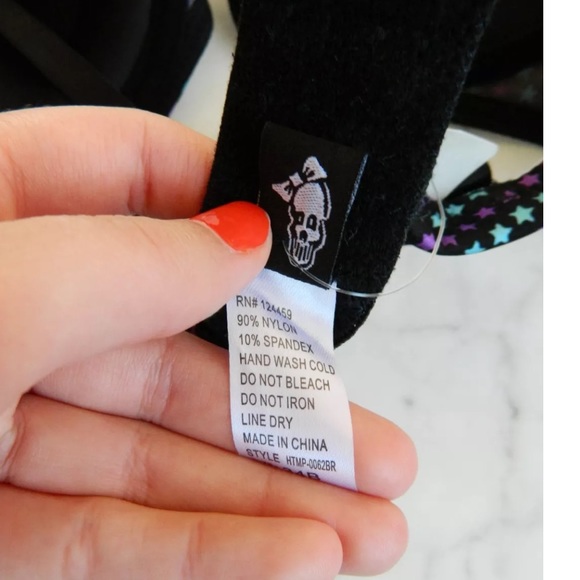 RN# 124459
90% NYLON
10% SPANDEX
HAND WASH COLD
DO NOT BLEACH
DO NOT IRON
LINE DRY
MADE IN CHINA
STYLE HTMP-0062BR